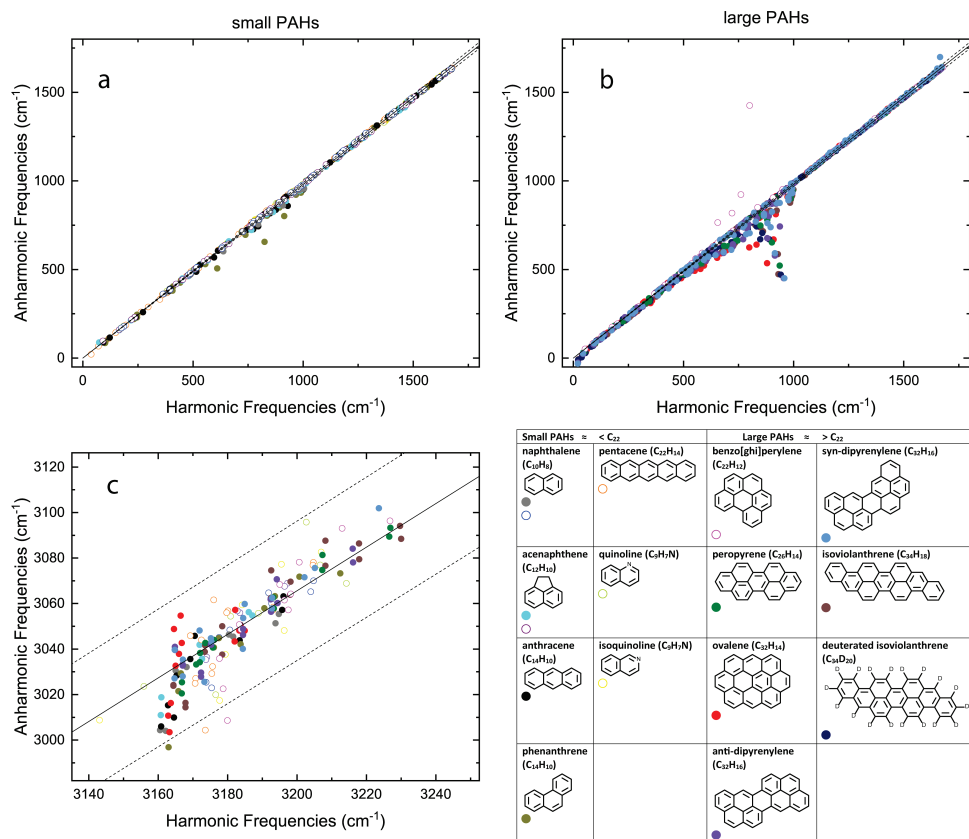 small PAHs
large PAHs
a
Anharmonic Frequencies (cm-1)
1500
1000
500
0
0 500 1000 1500
Harmonic Frequencies (cm-1)
b
Anharmonic Frequencies (cm-1)
1500
1000
500
0
0 500 1000 1500
Harmonic Frequencies (cm-1)
c
Anharmonic Frequencies (cm-1)
3120
3100
3080
3060
3040
3020
3000
3140 3160 3180 3200 3220 3240
Harmonic Frequencies (cm-1)
Small PAHs ≈ < C22 Large PAHs ≈ > C22
naphthalene
(C10H8)
pentacene (C22H14)
benzo[ghi]perylene
(C22H12)
syn-dipyrenylene (C32H16)
acenaphthene
(C12H10)
quinoline (C9H7N)
N
peropyrene (C26H14)
isoviolanthrene (C34H18)
anthracene
(C14H10)
isoquinoline (C9H7N)
N
ovalene (C32H14)
deuterated isoviolanthrene
(C34D20)
D D D D D D D D D D D D D D D D D D
phenanthrene
(C14H10)
anti-dipyrenylene
(C32H16)